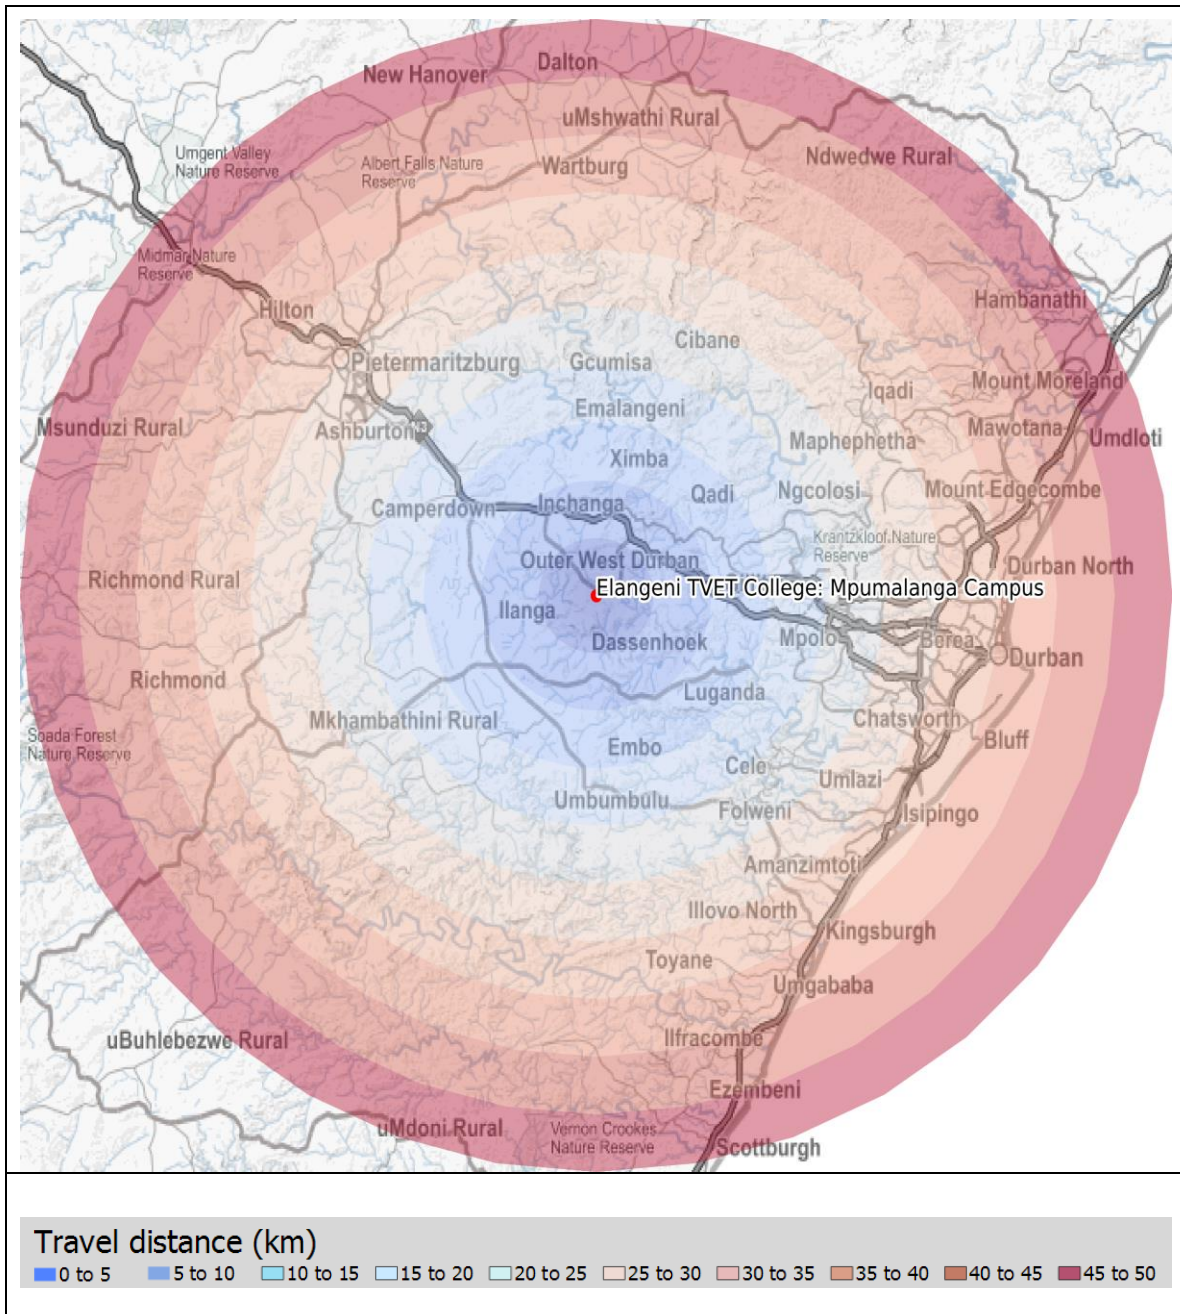 Dalton
New Hanover
uMshwathi Rural
Umgent Valley
Nature Reserve
Albert Falls Nature
Reserve
Wartburg
Ndwedwe Rural
Midmar Nature
Reserve
Hambanathi
Hilton
Cibane
Pietermaritzburg
Gcumisa
Iqadi
Mount Moreland
Emalangeni
Msunduzi Rural
Ashburton
N3
Maphephetha
Mawotana
Umdloti
Ximba
Qadi
Ngcolosi
Mount Edgecombe
Camperdown
Inchanga
Krantzkloof Nature
Reserve
Outer West Durban
Durban North
Richmond Rural
Elangeni TVET College: Mpumalanga Campus
Ilanga
Dassenhoek
Mpolo
Berea
Durban
Richmond
Luganda
Mkhambathini Rural
Chatsworth
Spada Forest
Nature Reserve
Embo
Bluff
Cele
Umlazi
Umbumbulu
Folweni
Isipingo
Amanzimtoti
Illovo North
Kingsburgh
Toyane
Umgababa
uBuhlebezwe Rural
Ilfracombe
Ezembeni
uMdoni Rural
Vernon Crookes
Nature Reserve
Scottburgh
Travel distance (km)
0 to 5 5 to 10 10 to 15 15 to 20 20 to 25 25 to 30 30 to 35 35 to 40 40 to 45 45 to 50